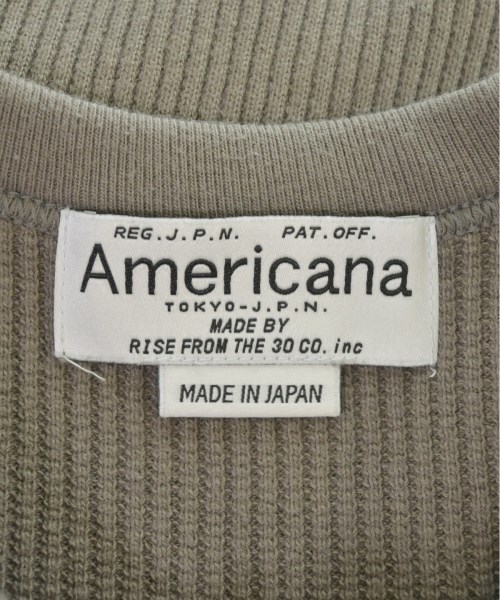 REG.J.P.N. PAT.OFF.
Americana
TOKYO-J.P.N.
MADE BY
RISE FROM THE 30 CO. inc
MADE IN JAPAN